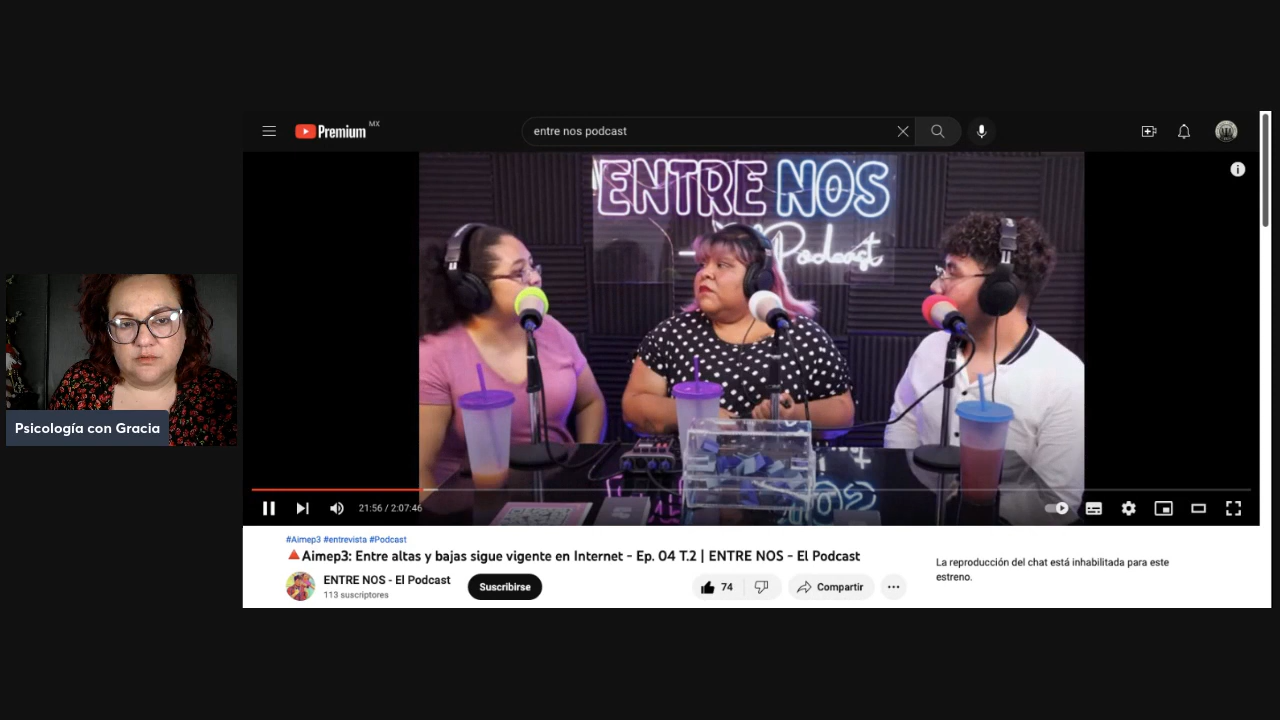 Premium MX
entre nos podcast
ENTRE NOS
Podcast
21:56 / 2:07:46
#Aimep3 #entrevista #Podcast
🔺Aimep3: Entre altas y bajas sigue vigente en Internet - Ep. 04 T.2 | ENTRE NOS - El Podcast
ENTRE NOS - El Podcast
113 suscriptores
Suscribirse
74
Compartir
La reproducción del chat está inhabilitada para este
estreno.
Psicología con Gracia